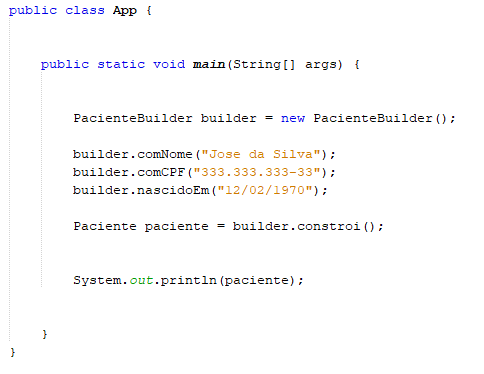 public class App {
public static void main(String[] args) {
PacienteBuilder builder = new PacienteBuilder();
builder.comNome("Jose da Silva");
builder.comCPF("333.333.333-33");
builder.nascidoEm("12/02/1970");
Paciente paciente = builder.constroi();
System.out.println(paciente);
}
}